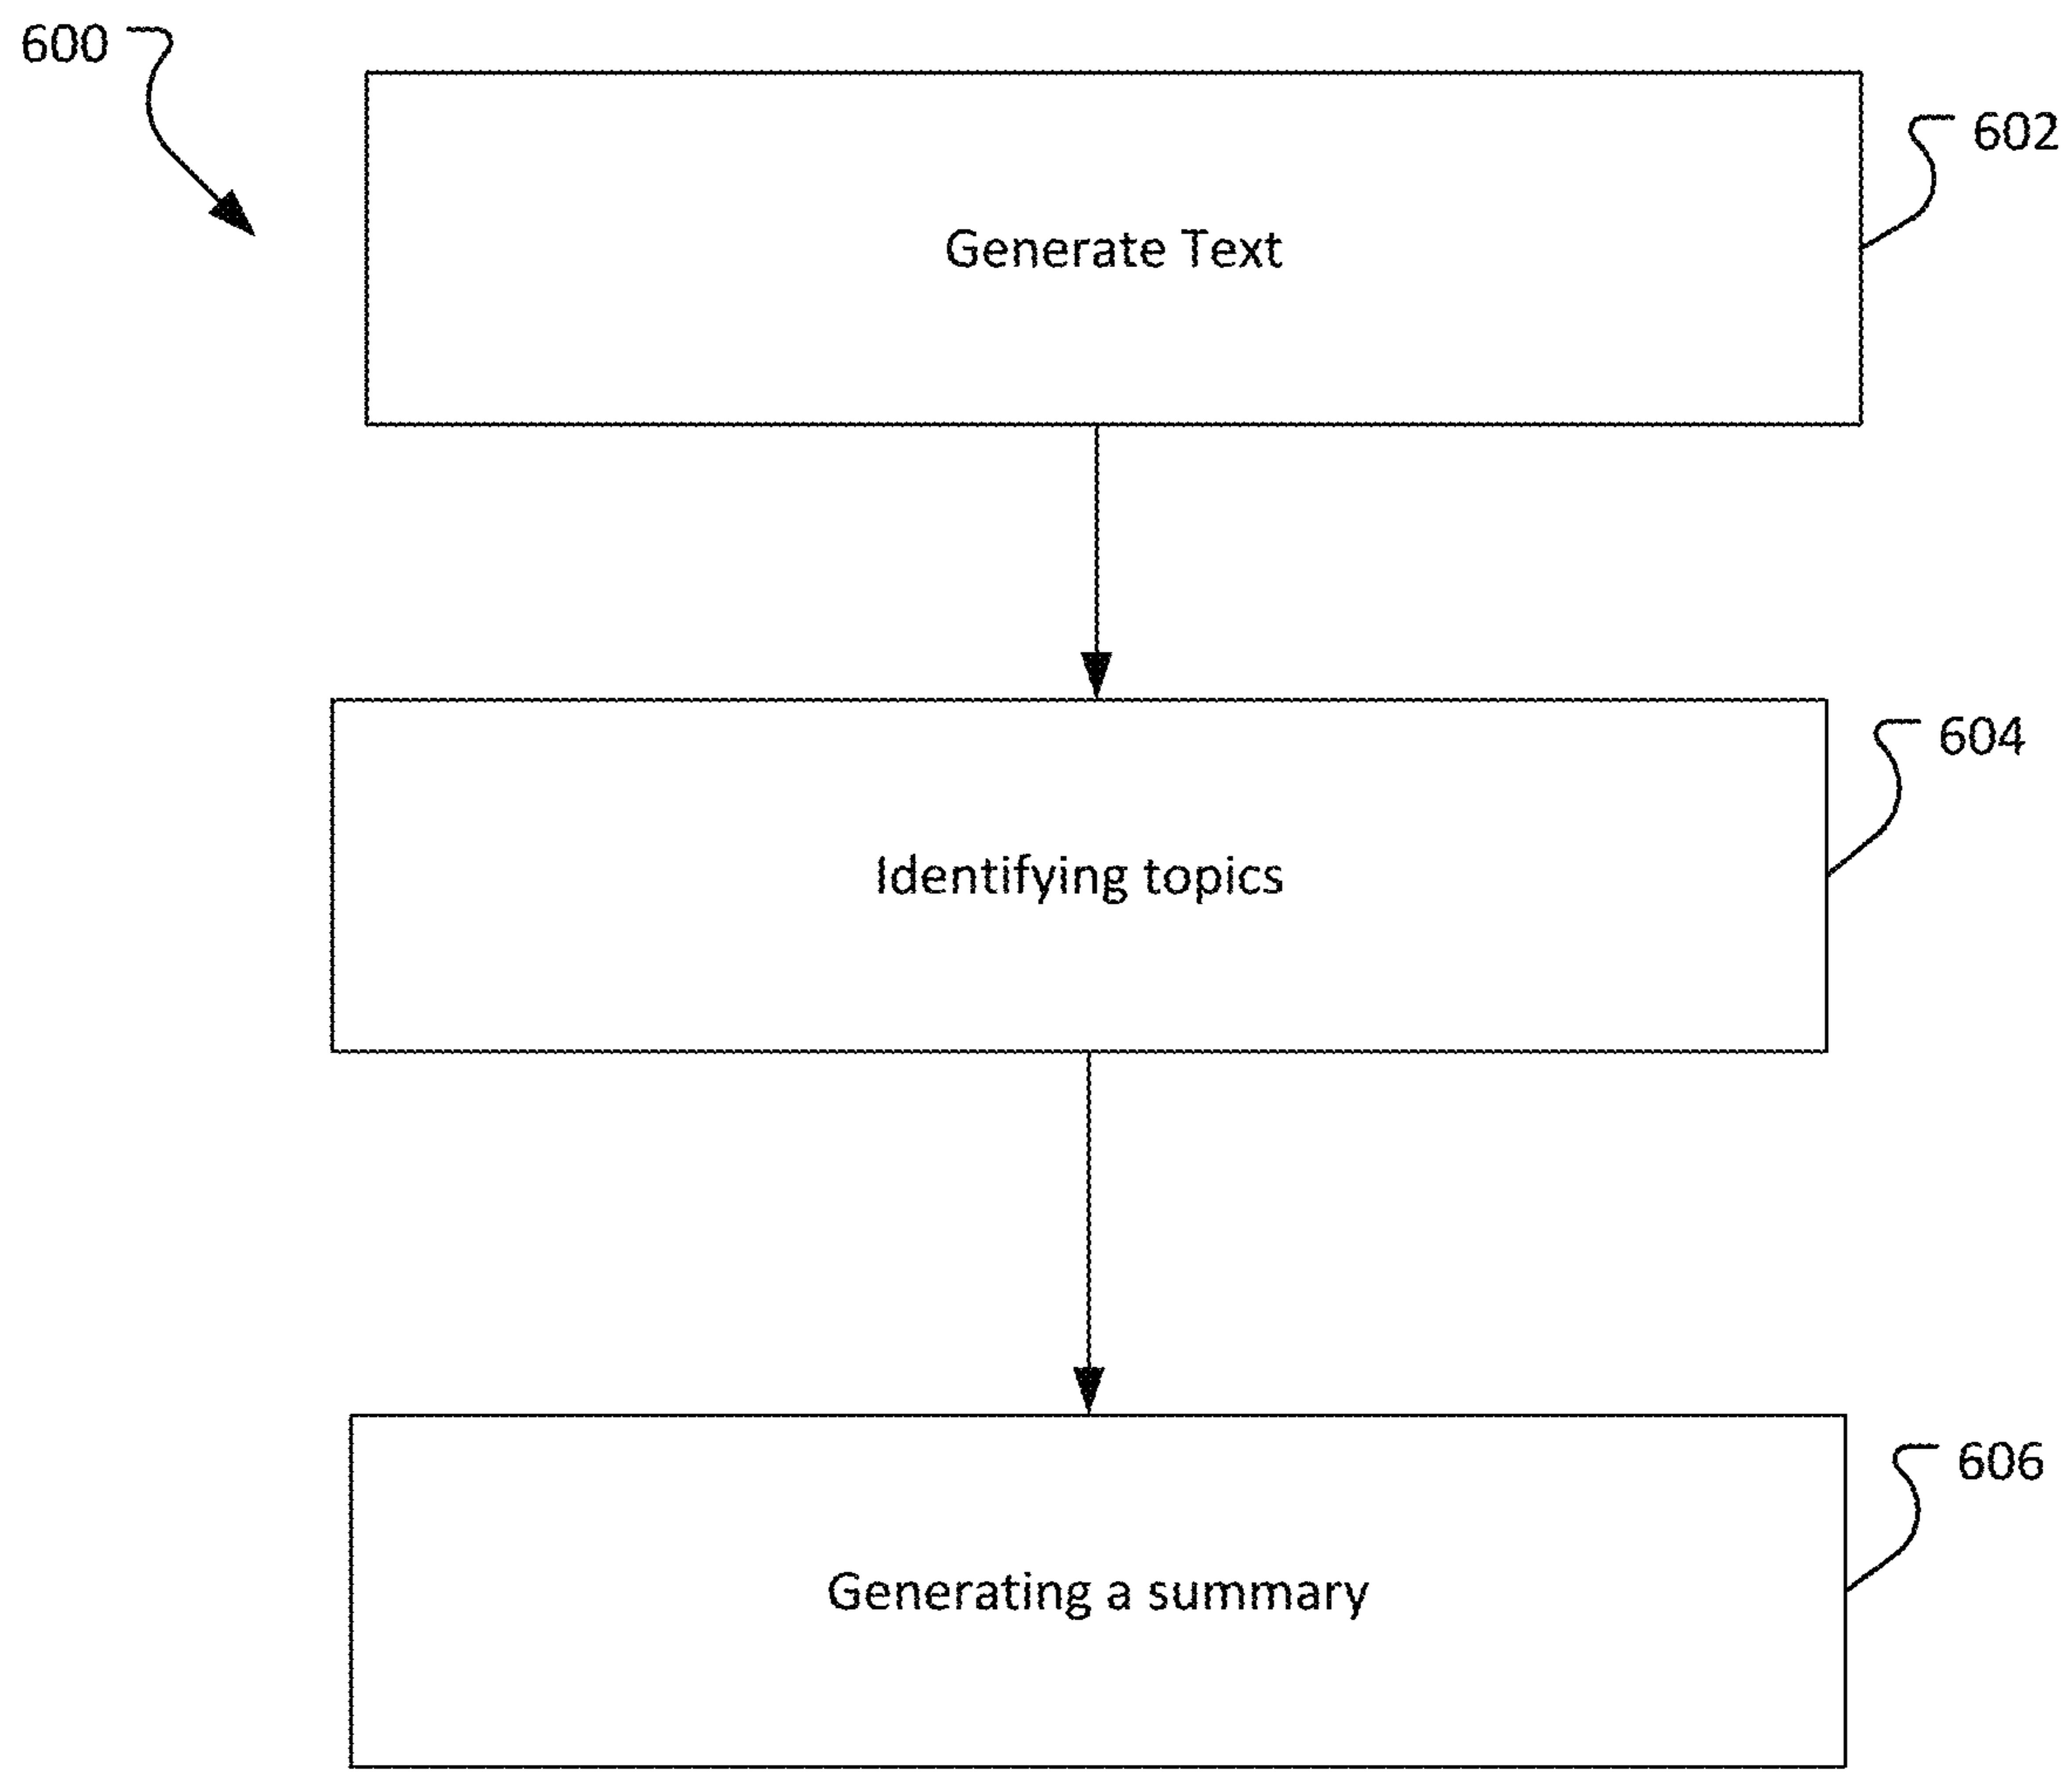 600
602
Generate Text
604
Identifying topics
606
Generating a summary